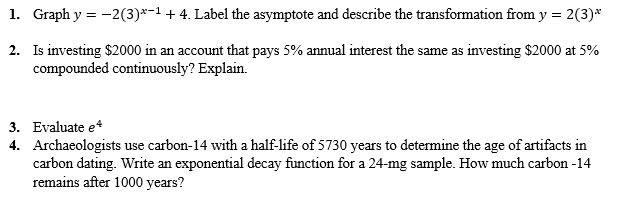 1. Graph y = −2(3)ˣ⁻¹ + 4. Label the asymptote and describe the transformation from y = 2(3)ˣ
2. Is investing $2000 in an account that pays 5% annual interest the same as investing $2000 at 5%
compounded continuously? Explain.
3. Evaluate e⁴
4. Archaeologists use carbon-14 with a half-life of 5730 years to determine the age of artifacts in
carbon dating. Write an exponential decay function for a 24-mg sample. How much carbon -14
remains after 1000 years?